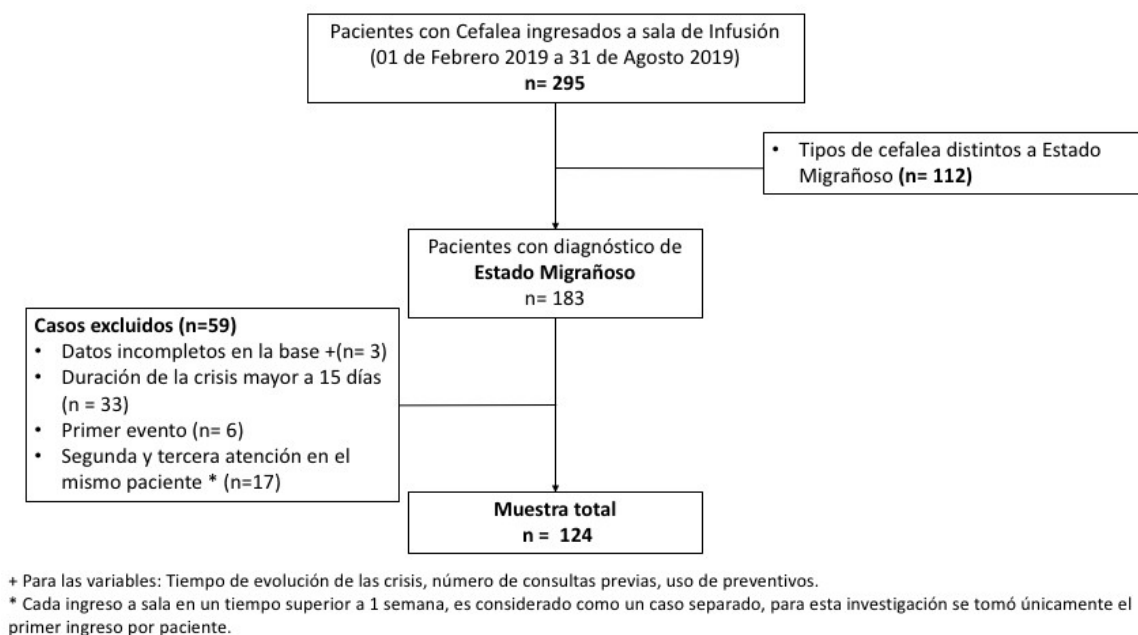 Pacientes con Cefalea ingresados a sala de Infusión
(01 de Febrero 2019 a 31 de Agosto 2019)
n= 295
• Tipos de cefalea distintos a Estado
Migrañoso (n= 112)
Pacientes con diagnóstico de
Estado Migrañoso
n= 183
Casos excluidos (n=59)
• Datos incompletos en la base +(n= 3)
• Duración de la crisis mayor a 15 días
(n = 33)
• Primer evento (n= 6)
• Segunda y tercera atención en el
mismo paciente * (n=17)
Muestra total
n = 124
+ Para las variables: Tiempo de evolución de las crisis, número de consultas previas, uso de preventivos.
* Cada ingreso a sala en un tiempo superior a 1 semana, es considerado como un caso separado, para esta investigación se tomó únicamente el
primer ingreso por paciente.